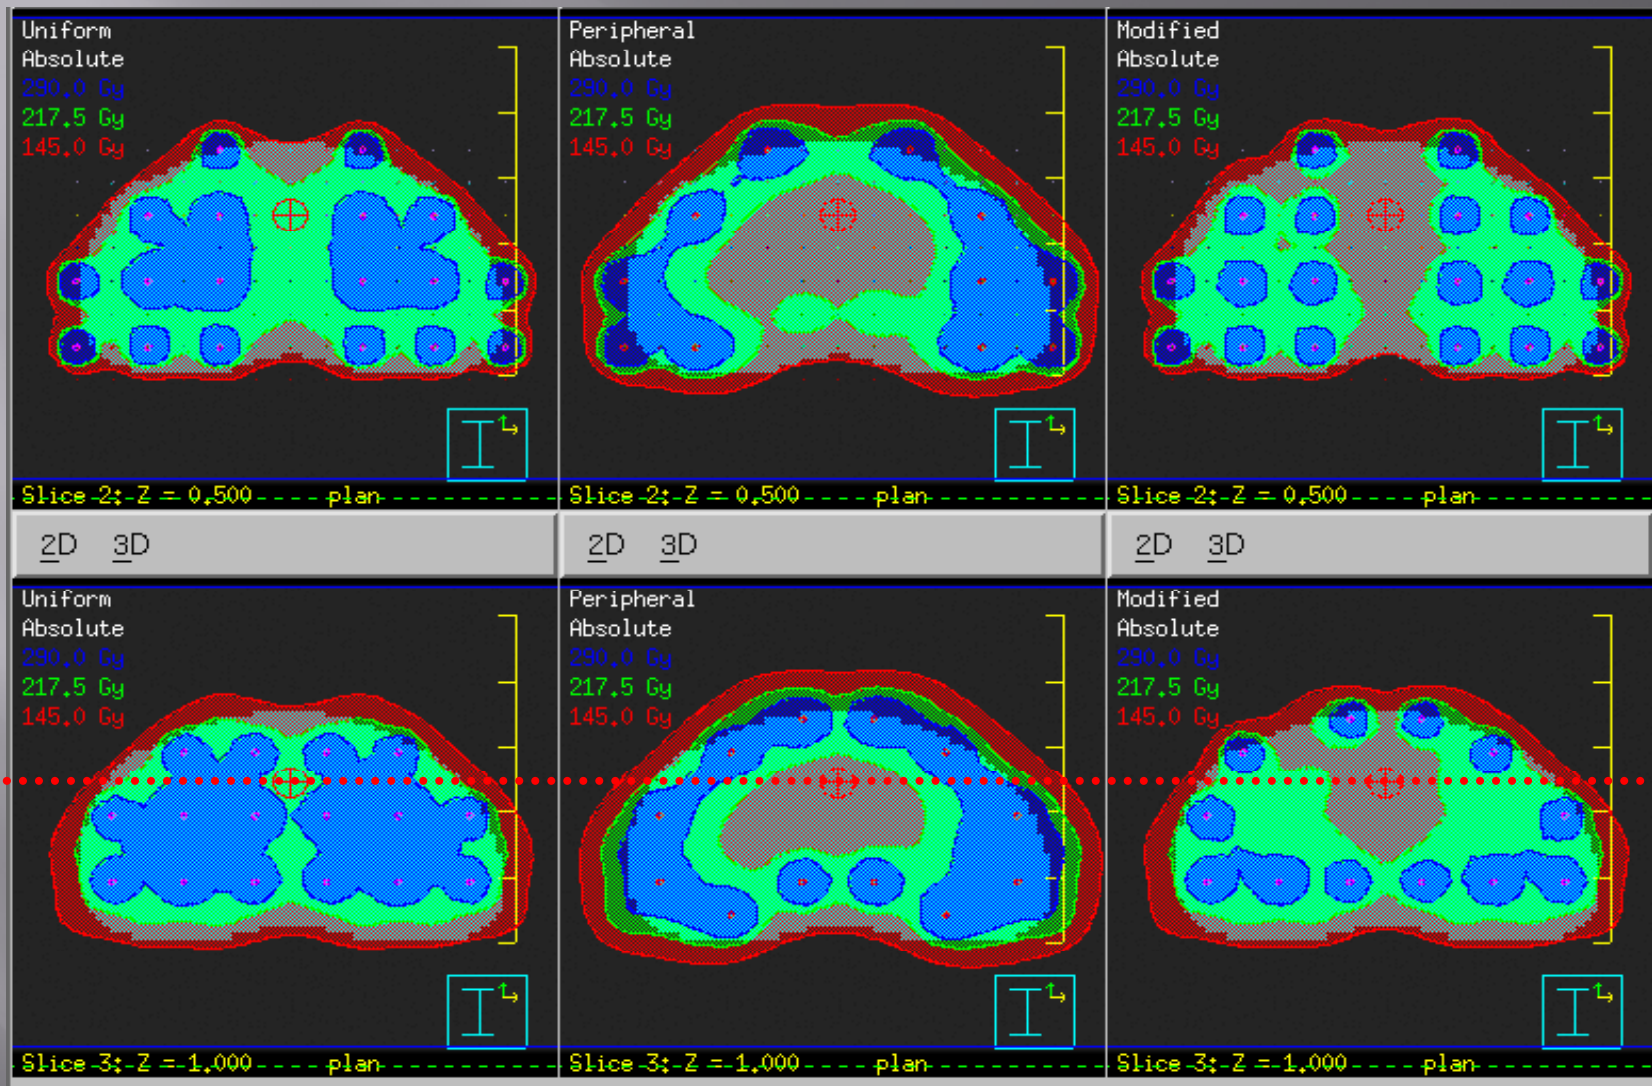 Uniform
Absolute
290.0 Gy
217.5 Gy
145.0 Gy
Slice 2: Z = 0.500 plan
Peripheral
Absolute
290.0 Gy
217.5 Gy
145.0 Gy
Slice 2: Z = 0.500 plan
Modified
Absolute
290.0 Gy
217.5 Gy
145.0 Gy
Slice 2: Z = 0.500 plan
2D 3D
2D 3D
2D 3D
Uniform
Absolute
290.0 Gy
217.5 Gy
145.0 Gy
Slice 3: Z = 1.000 plan
Peripheral
Absolute
290.0 Gy
217.5 Gy
145.0 Gy
Slice 3: Z = 1.000 plan
Modified
Absolute
290.0 Gy
217.5 Gy
145.0 Gy
Slice 3: Z = 1.000 plan